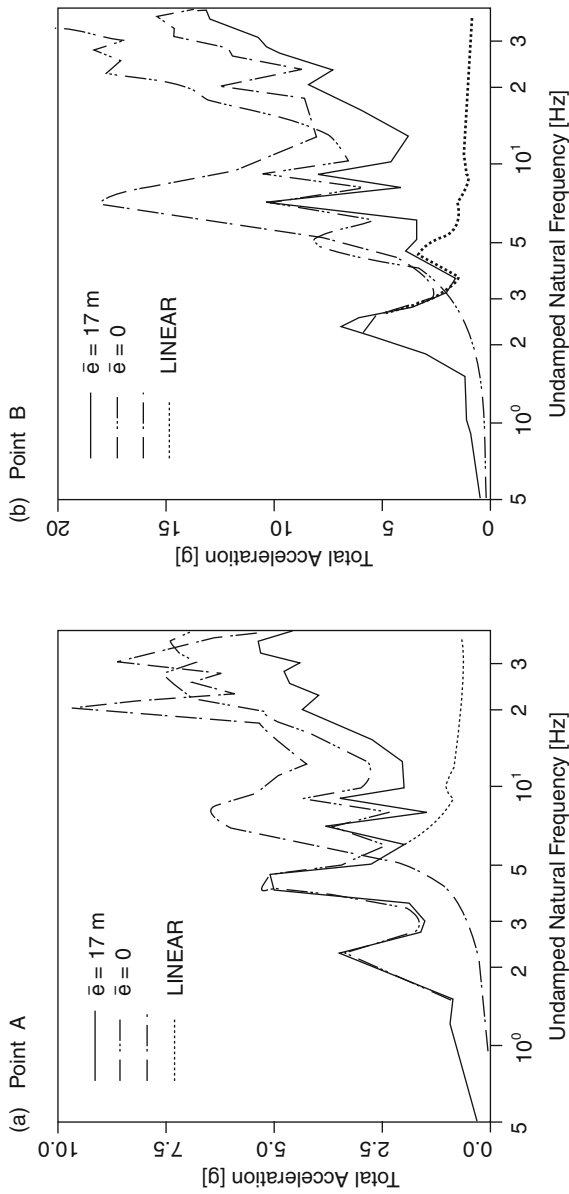 (a) Point A
ē = 17 m
ē = 0
LINEAR
Total Acceleration [g]
10.0
7.5
5.0
2.5
0.0
5
10⁰
2
3
5
10¹
2
3
Undamped Natural Frequency [Hz]
(b) Point B
ē = 17 m
ē = 0
LINEAR
Total Acceleration [g]
20
15
10
5
0
5
10⁰
2
3
5
10¹
2
3
Undamped Natural Frequency [Hz]